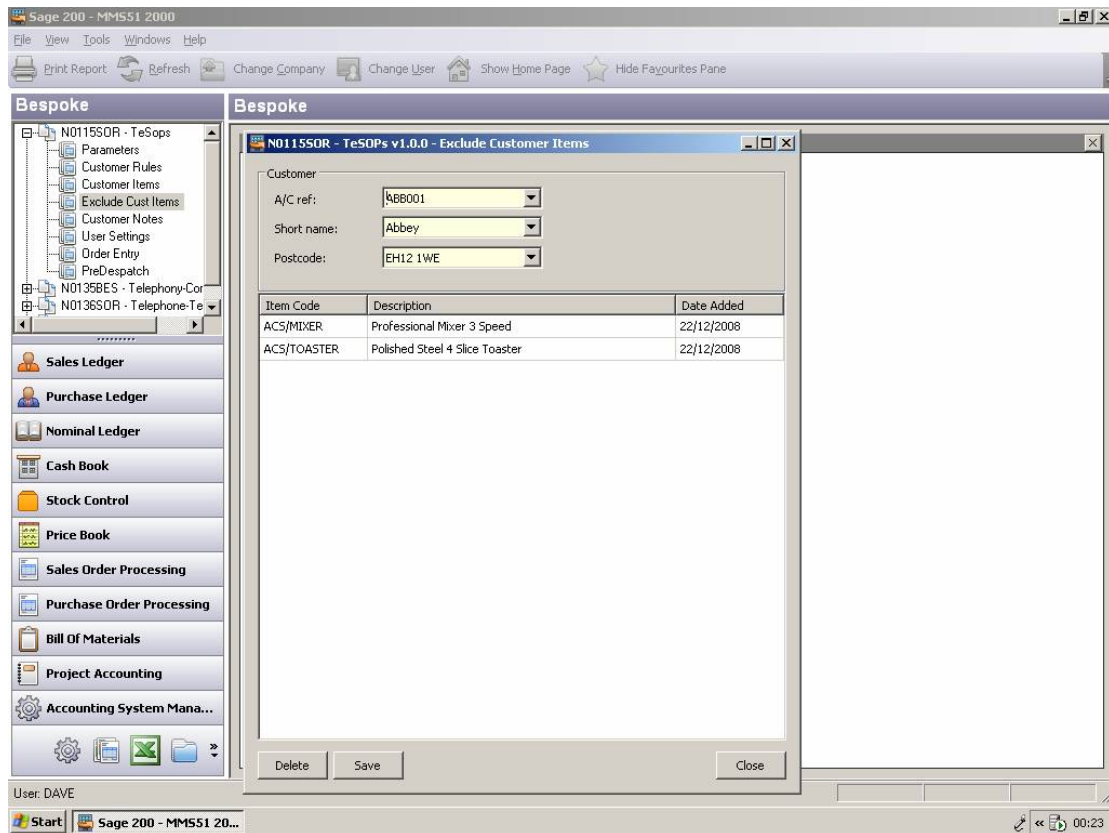 Sage 200 - MMS51 2000
File View Tools Windows Help
Print Report Refresh Change Company Change User Show Home Page Hide Favourites Pane
Bespoke
N0115SOR - TeSops
Parameters
Customer Rules
Customer Items
Exclude Cust Items
Customer Notes
User Settings
Order Entry
PreDespatch
N0135BES - Telephony-Cor
N0136SOR - Telephone-Te
Sales Ledger
Purchase Ledger
Nominal Ledger
Cash Book
Stock Control
Price Book
Sales Order Processing
Purchase Order Processing
Bill Of Materials
Project Accounting
Accounting System Mana...
Bespoke
N0115SOR - TeSOPs v1.0.0 - Exclude Customer Items
Customer
A/C ref: ABB001
Short name: Abbey
Postcode: EH12 1WE
Item Code Description Date Added
ACS/MIXER Professional Mixer 3 Speed 22/12/2008
ACS/TOASTER Polished Steel 4 Slice Toaster 22/12/2008
Delete Save Close
User: DAVE
Start Sage 200 - MMS51 20... « 00:23